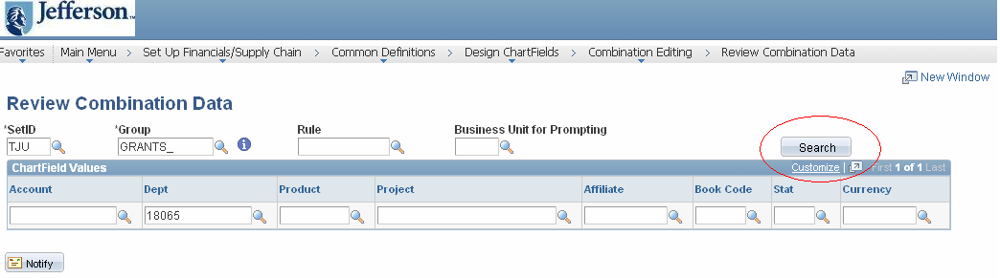 Jefferson™
Favorites Main Menu > Set Up Financials/Supply Chain > Common Definitions > Design ChartFields > Combination Editing > Review Combination Data
New Window
Review Combination Data
*SetID *Group Rule Business Unit for Prompting
TJU GRANTS_ Search
ChartField Values Customize | First 1 of 1 Last
Account Dept Product Project Affiliate Book Code Stat Currency
18065
Notify